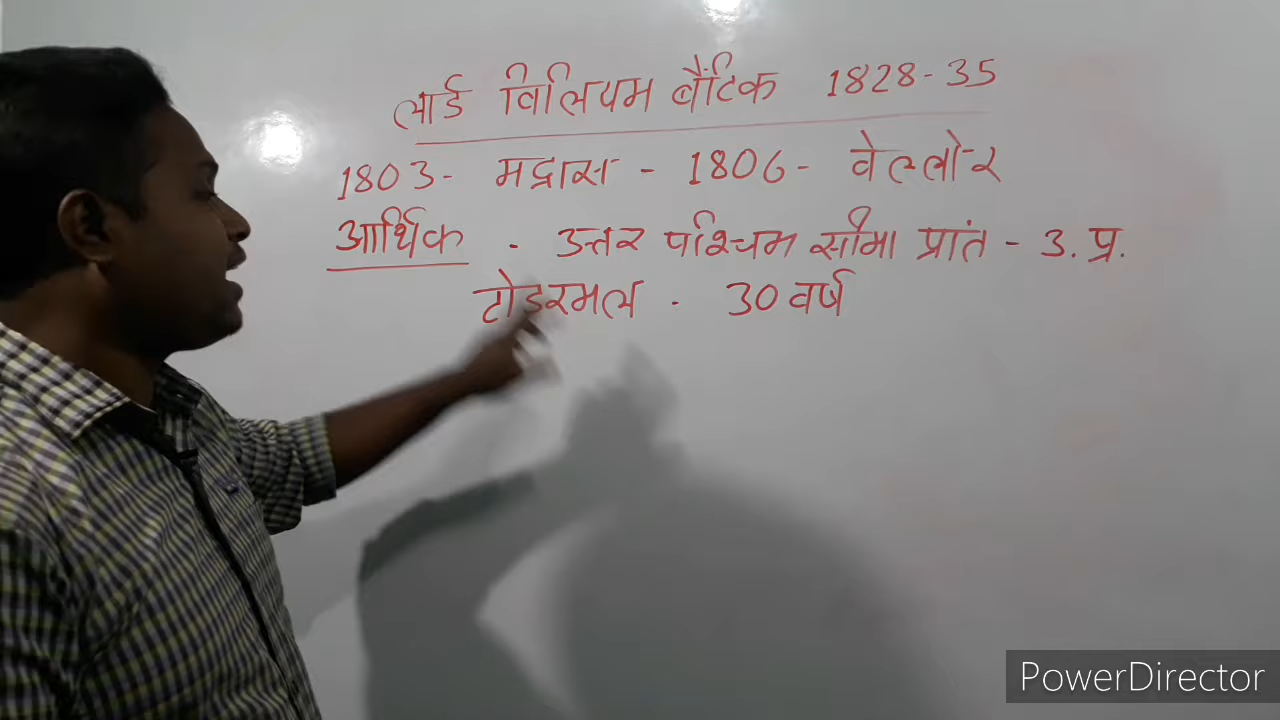 लार्ड विलियम बैंटिक 1828-35
1803- मद्रास - 1806- वेल्लोर
आर्थिक - उत्तर पश्चिम सीमा प्रांत - उ. प्र.
टोडरमल - 30 वर्ष
PowerDirector